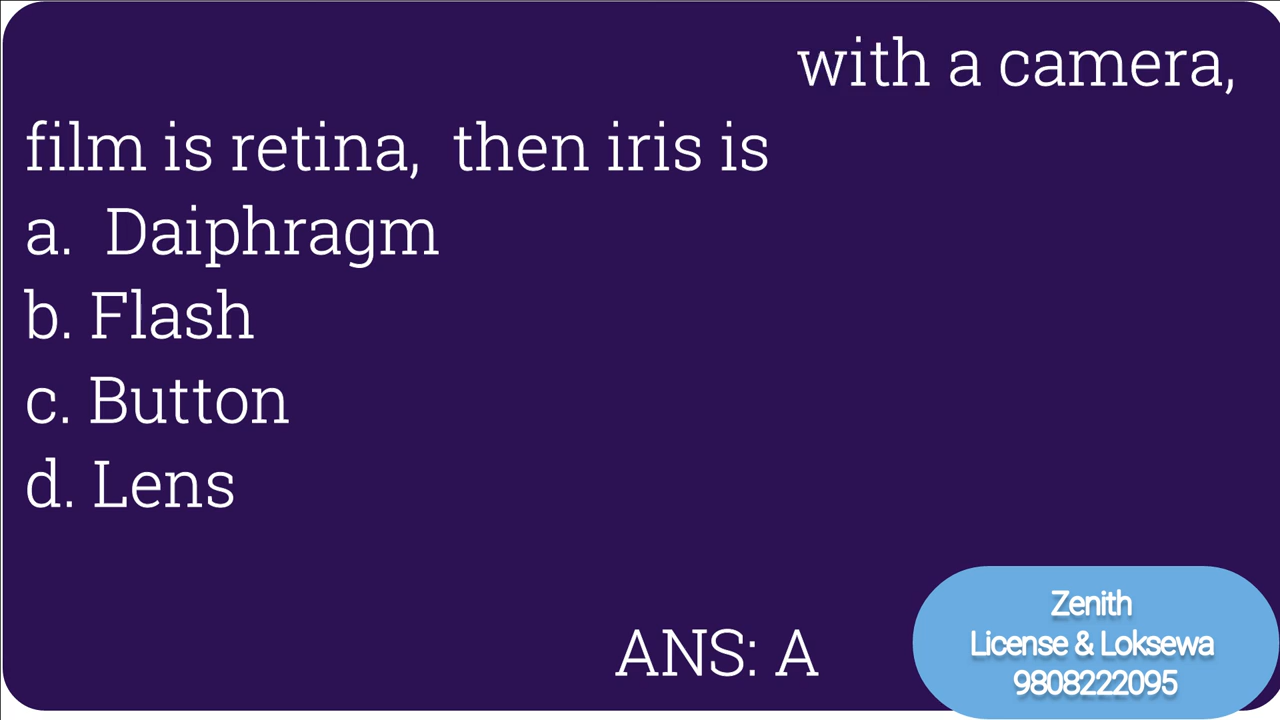 with a camera,
film is retina, then iris is
a. Daiphragm
b. Flash
c. Button
d. Lens
ANS: A
Zenith
License & Loksewa
9808222095